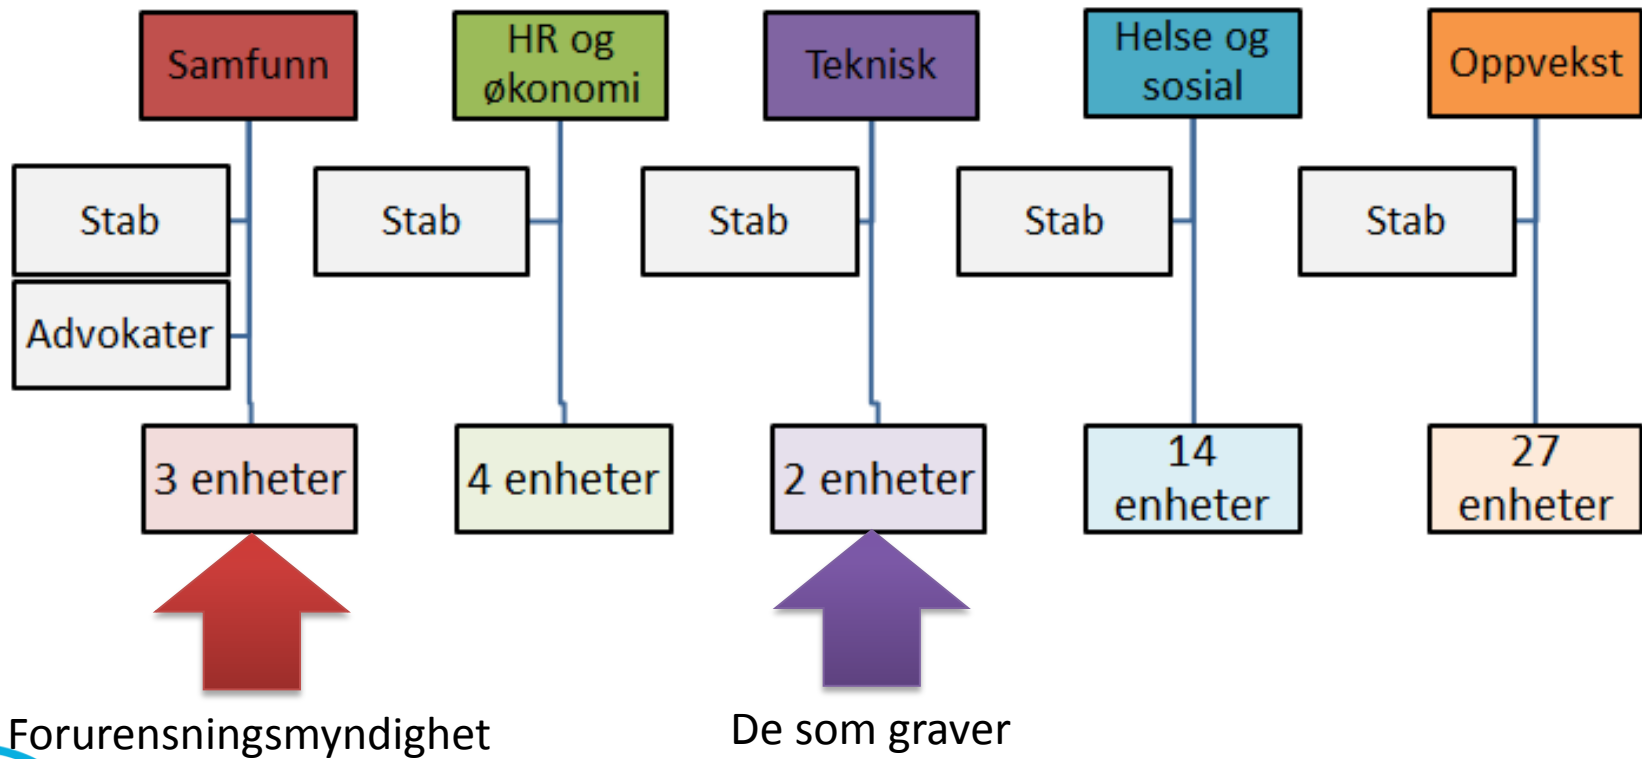 Samfunn
HR og
økonomi
Teknisk
Helse og
sosial
Oppvekst
Stab
Stab
Stab
Stab
Stab
Advokater
3 enheter
4 enheter
2 enheter
14
enheter
27
enheter
Forurensningsmyndighet
De som graver